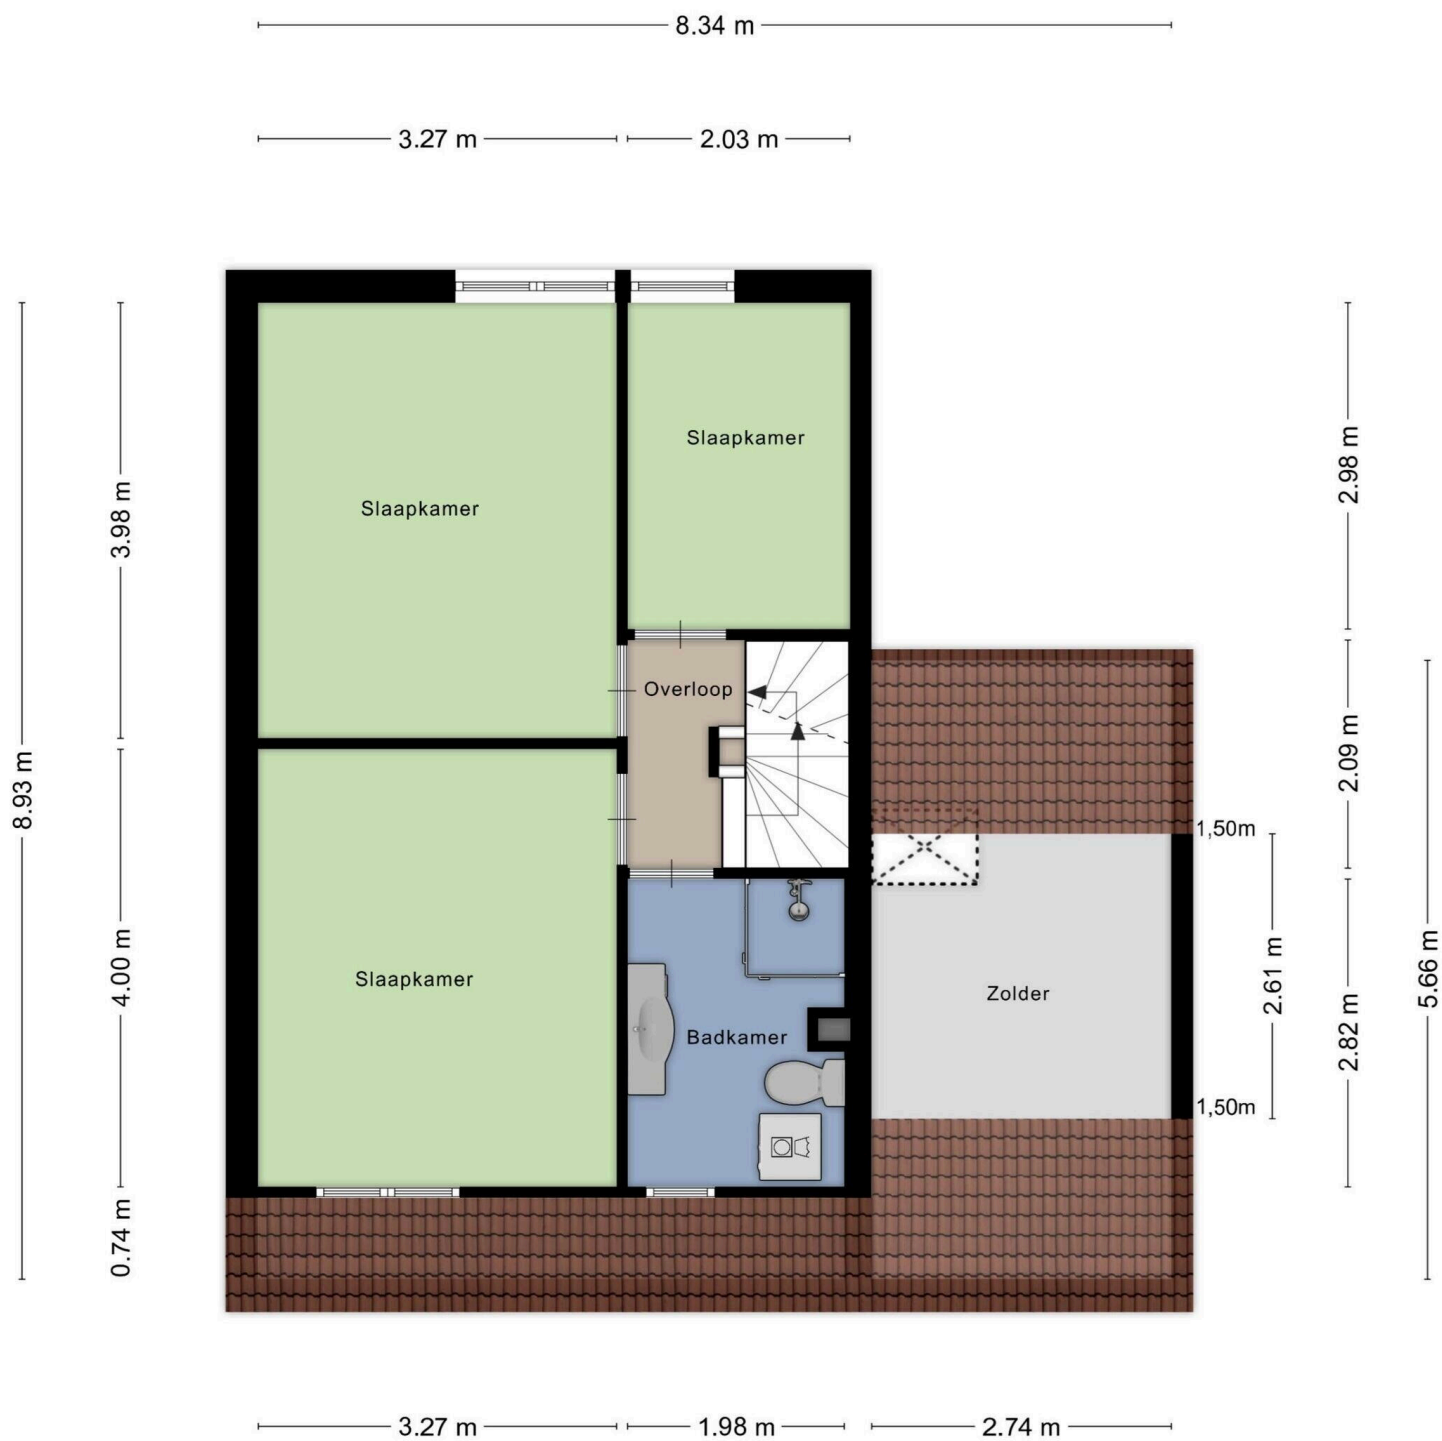 8.34 m
3.27 m
2.03 m
Slaapkamer
2.98 m
Slaapkamer
3.98 m
Overloop
2.09 m
8.93 m
1,50m
Slaapkamer
4.00 m
Zolder
2.61 m
5.66 m
Badkamer
2.82 m
1,50m
0.74 m
3.27 m
1.98 m
2.74 m